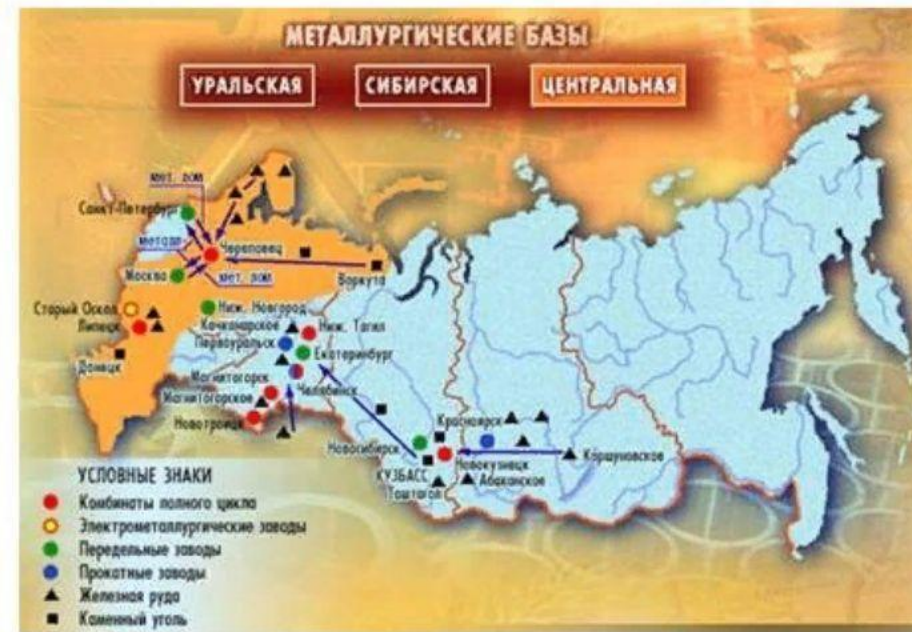 МЕТАЛЛУРГИЧЕСКИЕ БАЗЫ
УРАЛЬСКАЯ СИБИРСКАЯ ЦЕНТРАЛЬНАЯ
мет. лом
Санкт-Петербург
металл
Череповец
Москва
мет. лом
Воркута
Старый Оскол
Ниж. Новгород
Липецк
Качканарское
Ниж. Тагил
Первоуральск
Екатеринбург
Донецк
Магнитогорск
Челябинск
Магнитогорское
Новотроицк
Красноярск
Новосибирск
Коршуновское
Новокузнецк
КУЗБАСС
Абаканское
Таштагол
УСЛОВНЫЕ ЗНАКИ
Комбинаты полного цикла
Электрометаллургические заводы
Передельные заводы
Прокатные заводы
Железная руда
Каменный уголь